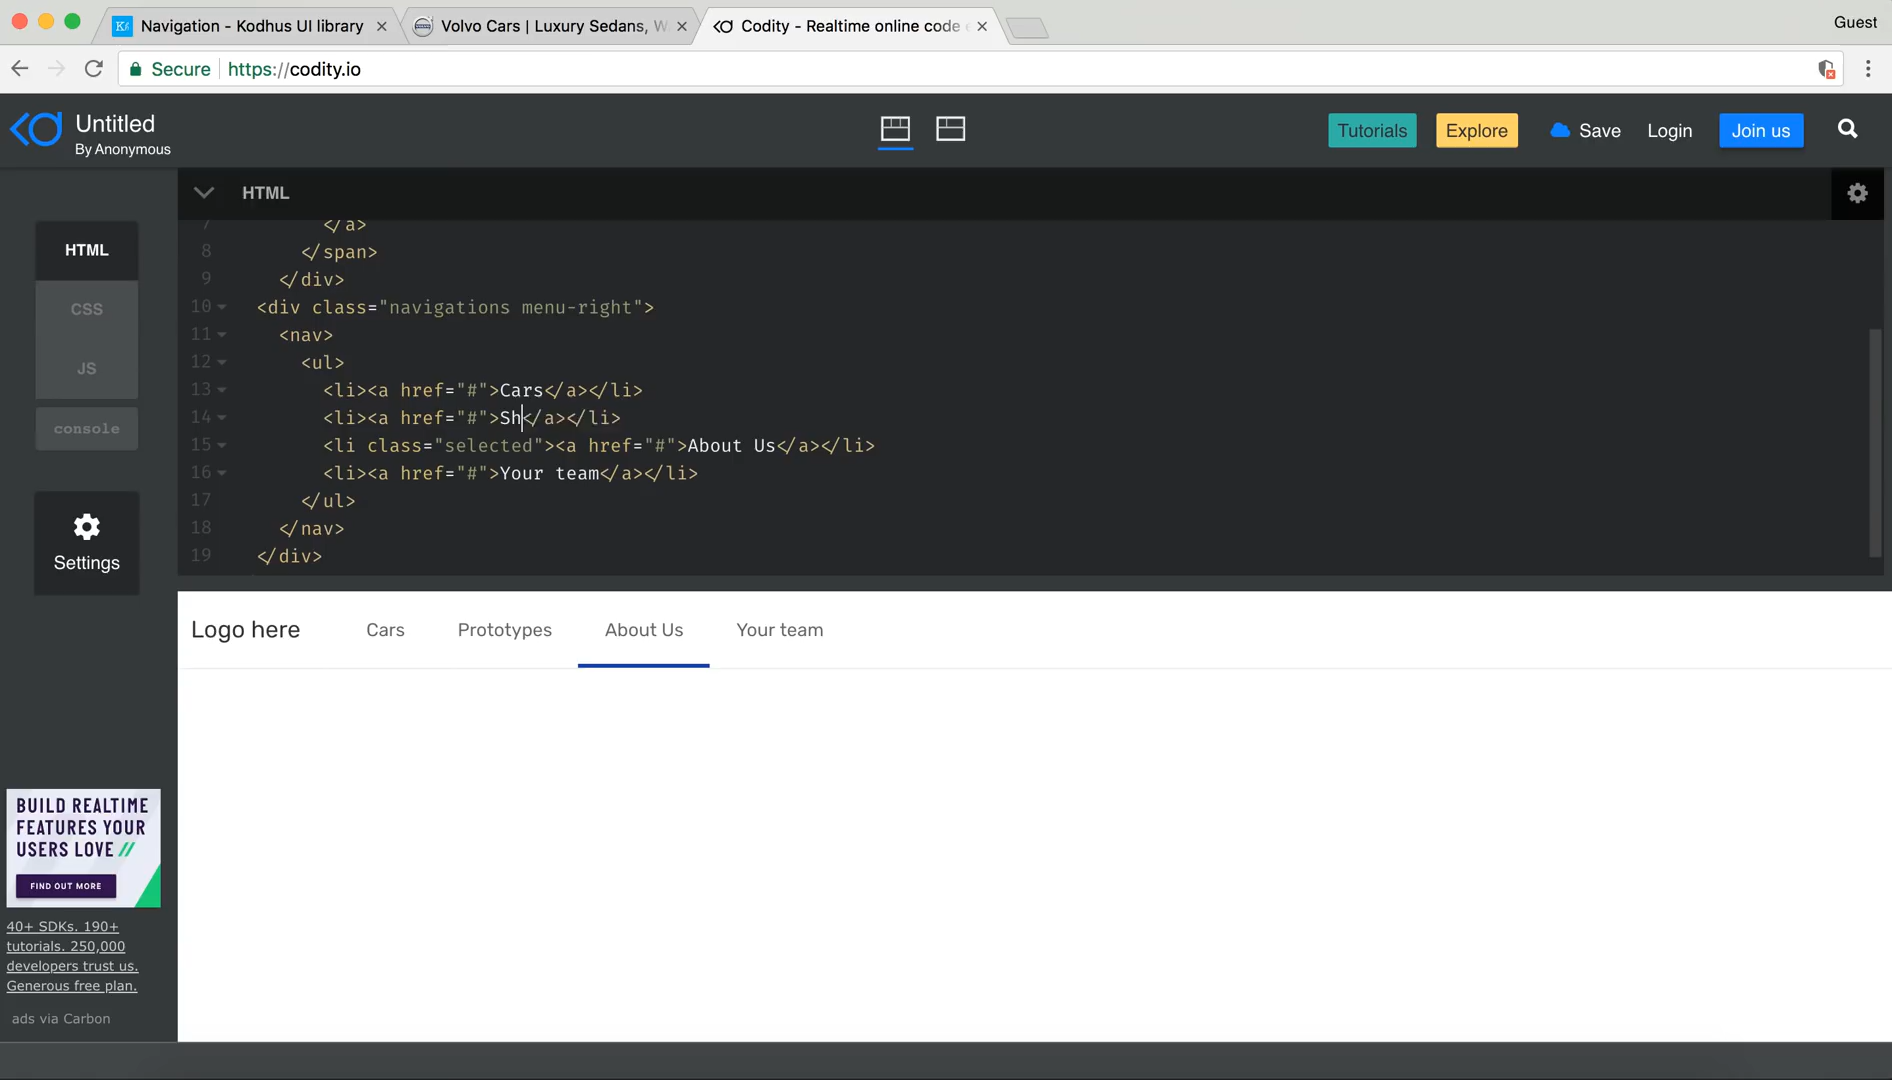 Navigation - Kodhus UI library
Volvo Cars | Luxury Sedans, W
Codity - Realtime online code e
Guest
Secure
https://codity.io
Untitled
By Anonymous
Tutorials
Explore
Save
Login
Join us
HTML
HTML
CSS
JS
console
Settings
7 </a>
8 </span>
9 </div>
10 <div class="navigations menu-right">
11 <nav>
12 <ul>
13 <li><a href="#">Cars</a></li>
14 <li><a href="#">Sh</a></li>
15 <li class="selected"><a href="#">About Us</a></li>
16 <li><a href="#">Your team</a></li>
17 </ul>
18 </nav>
19 </div>
Logo here
Cars
Prototypes
About Us
Your team
BUILD REALTIME
FEATURES YOUR
USERS LOVE //
FIND OUT MORE
40+ SDKs. 190+
tutorials. 250,000
developers trust us.
Generous free plan.
ads via Carbon